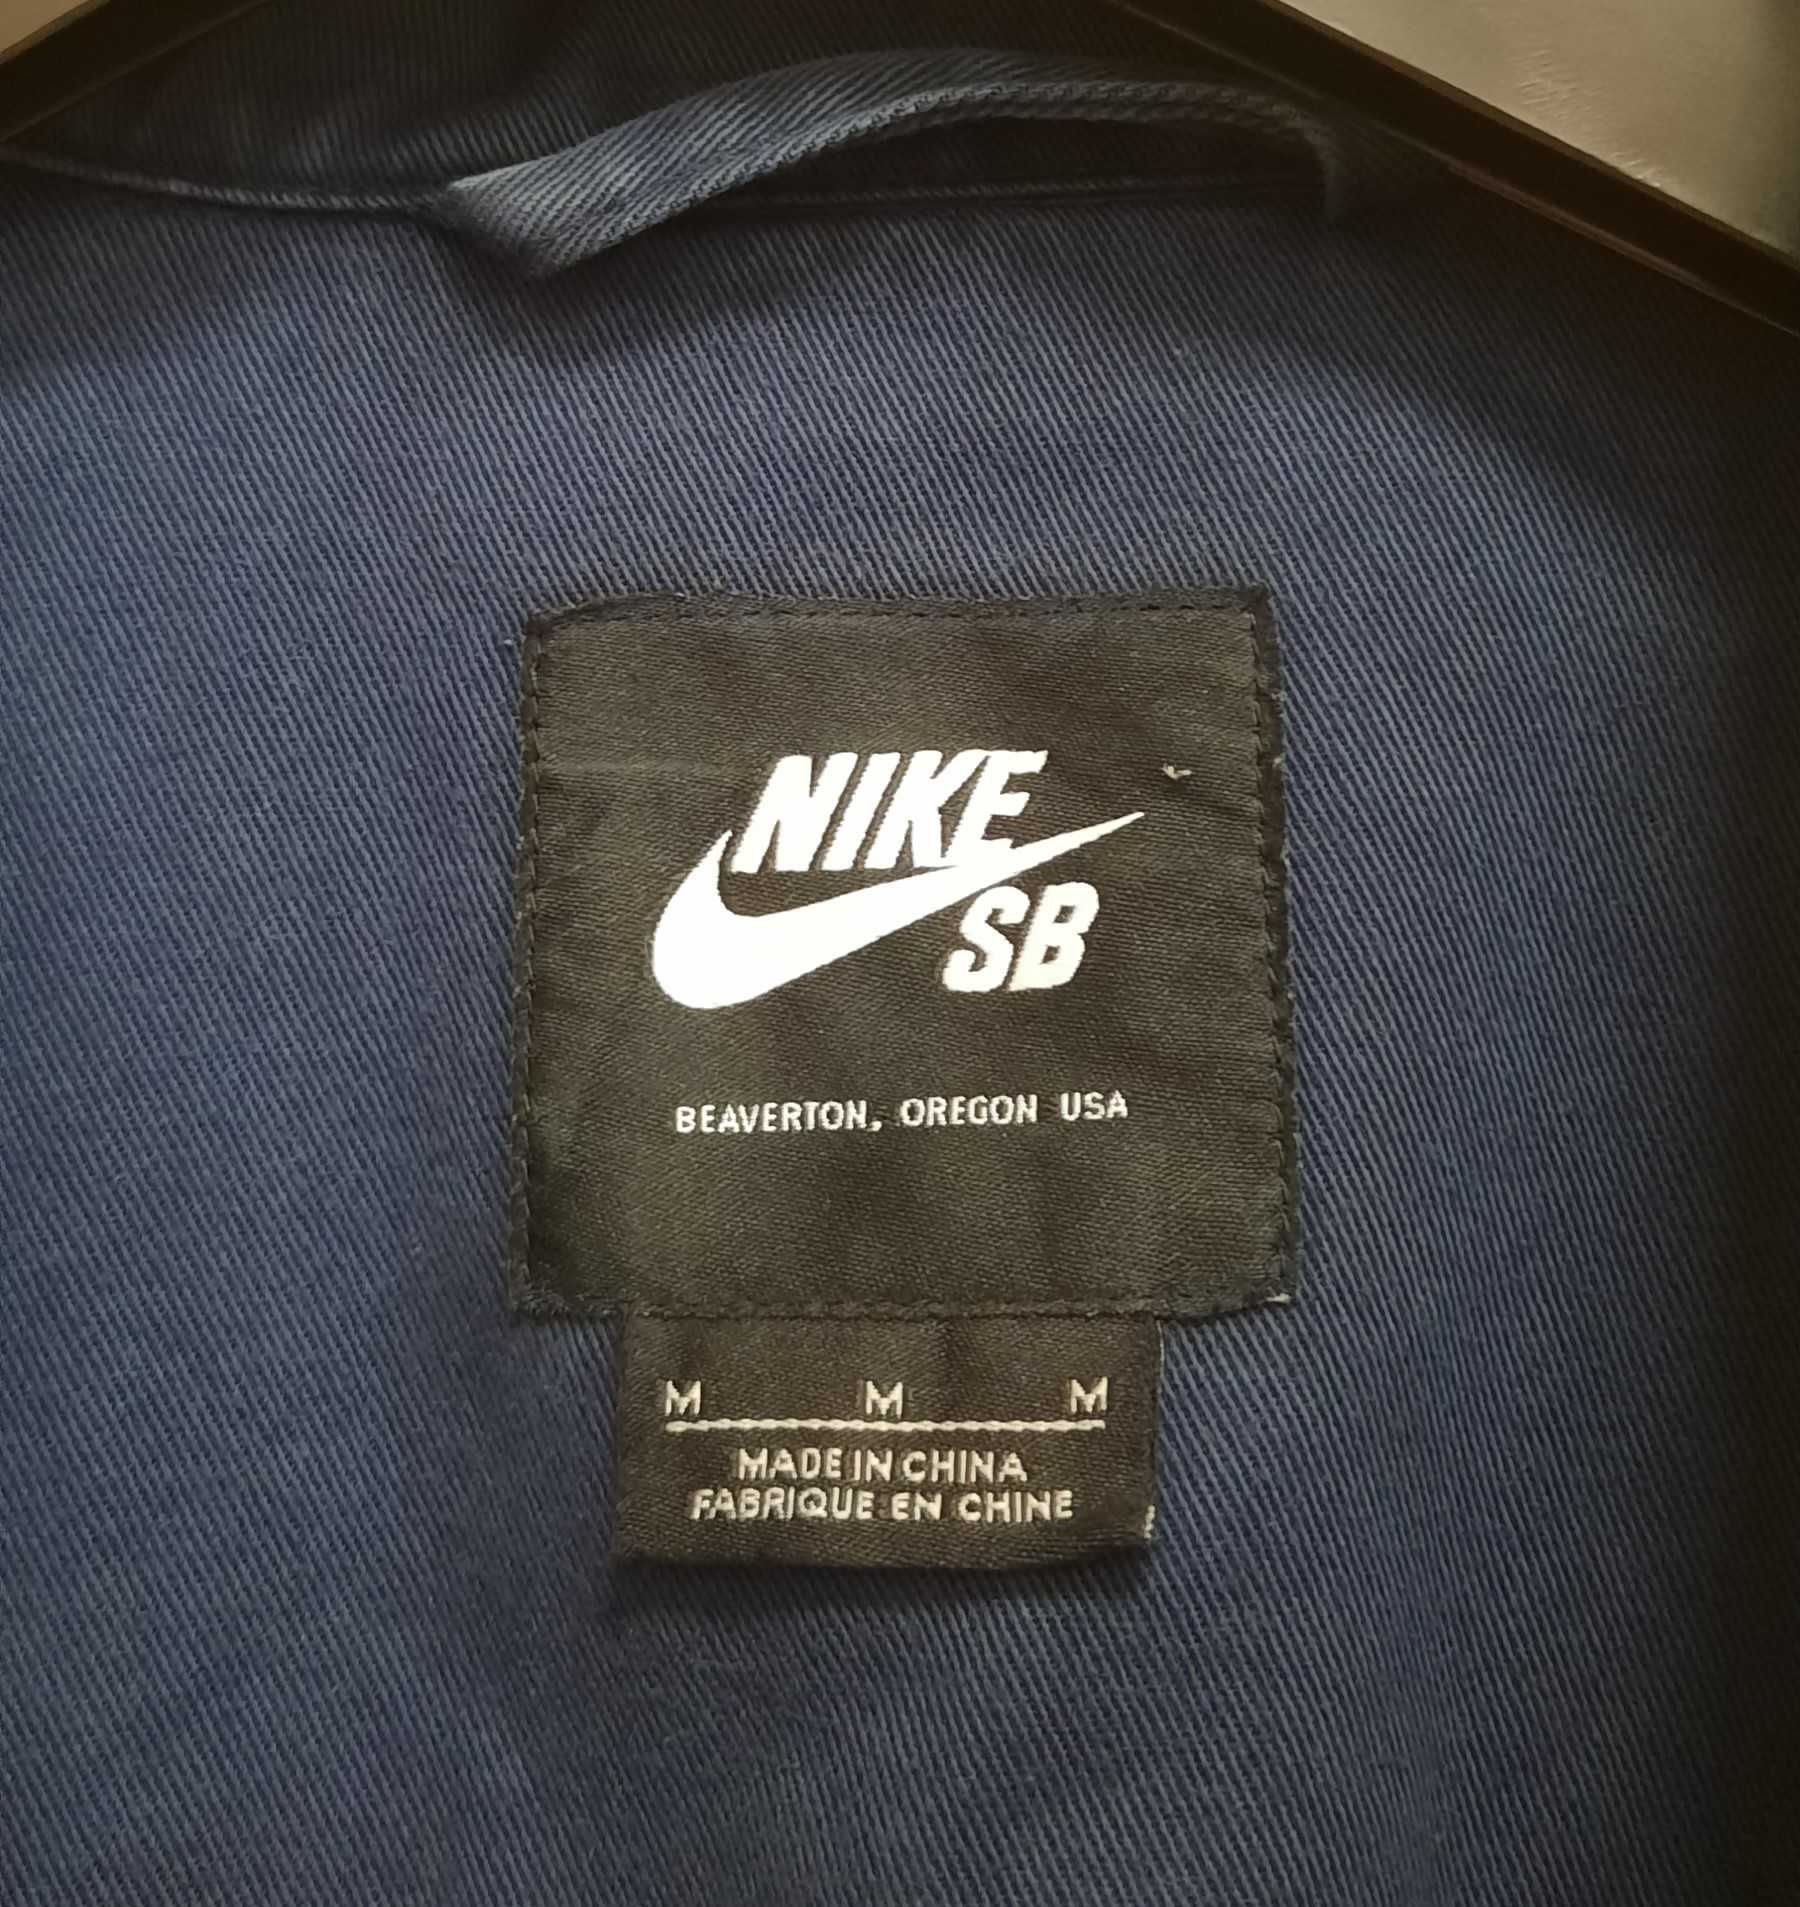 NIKE
SB
BEAVERTON, OREGON USA
M M M
MADE IN CHINA
FABRIQUE EN CHINE